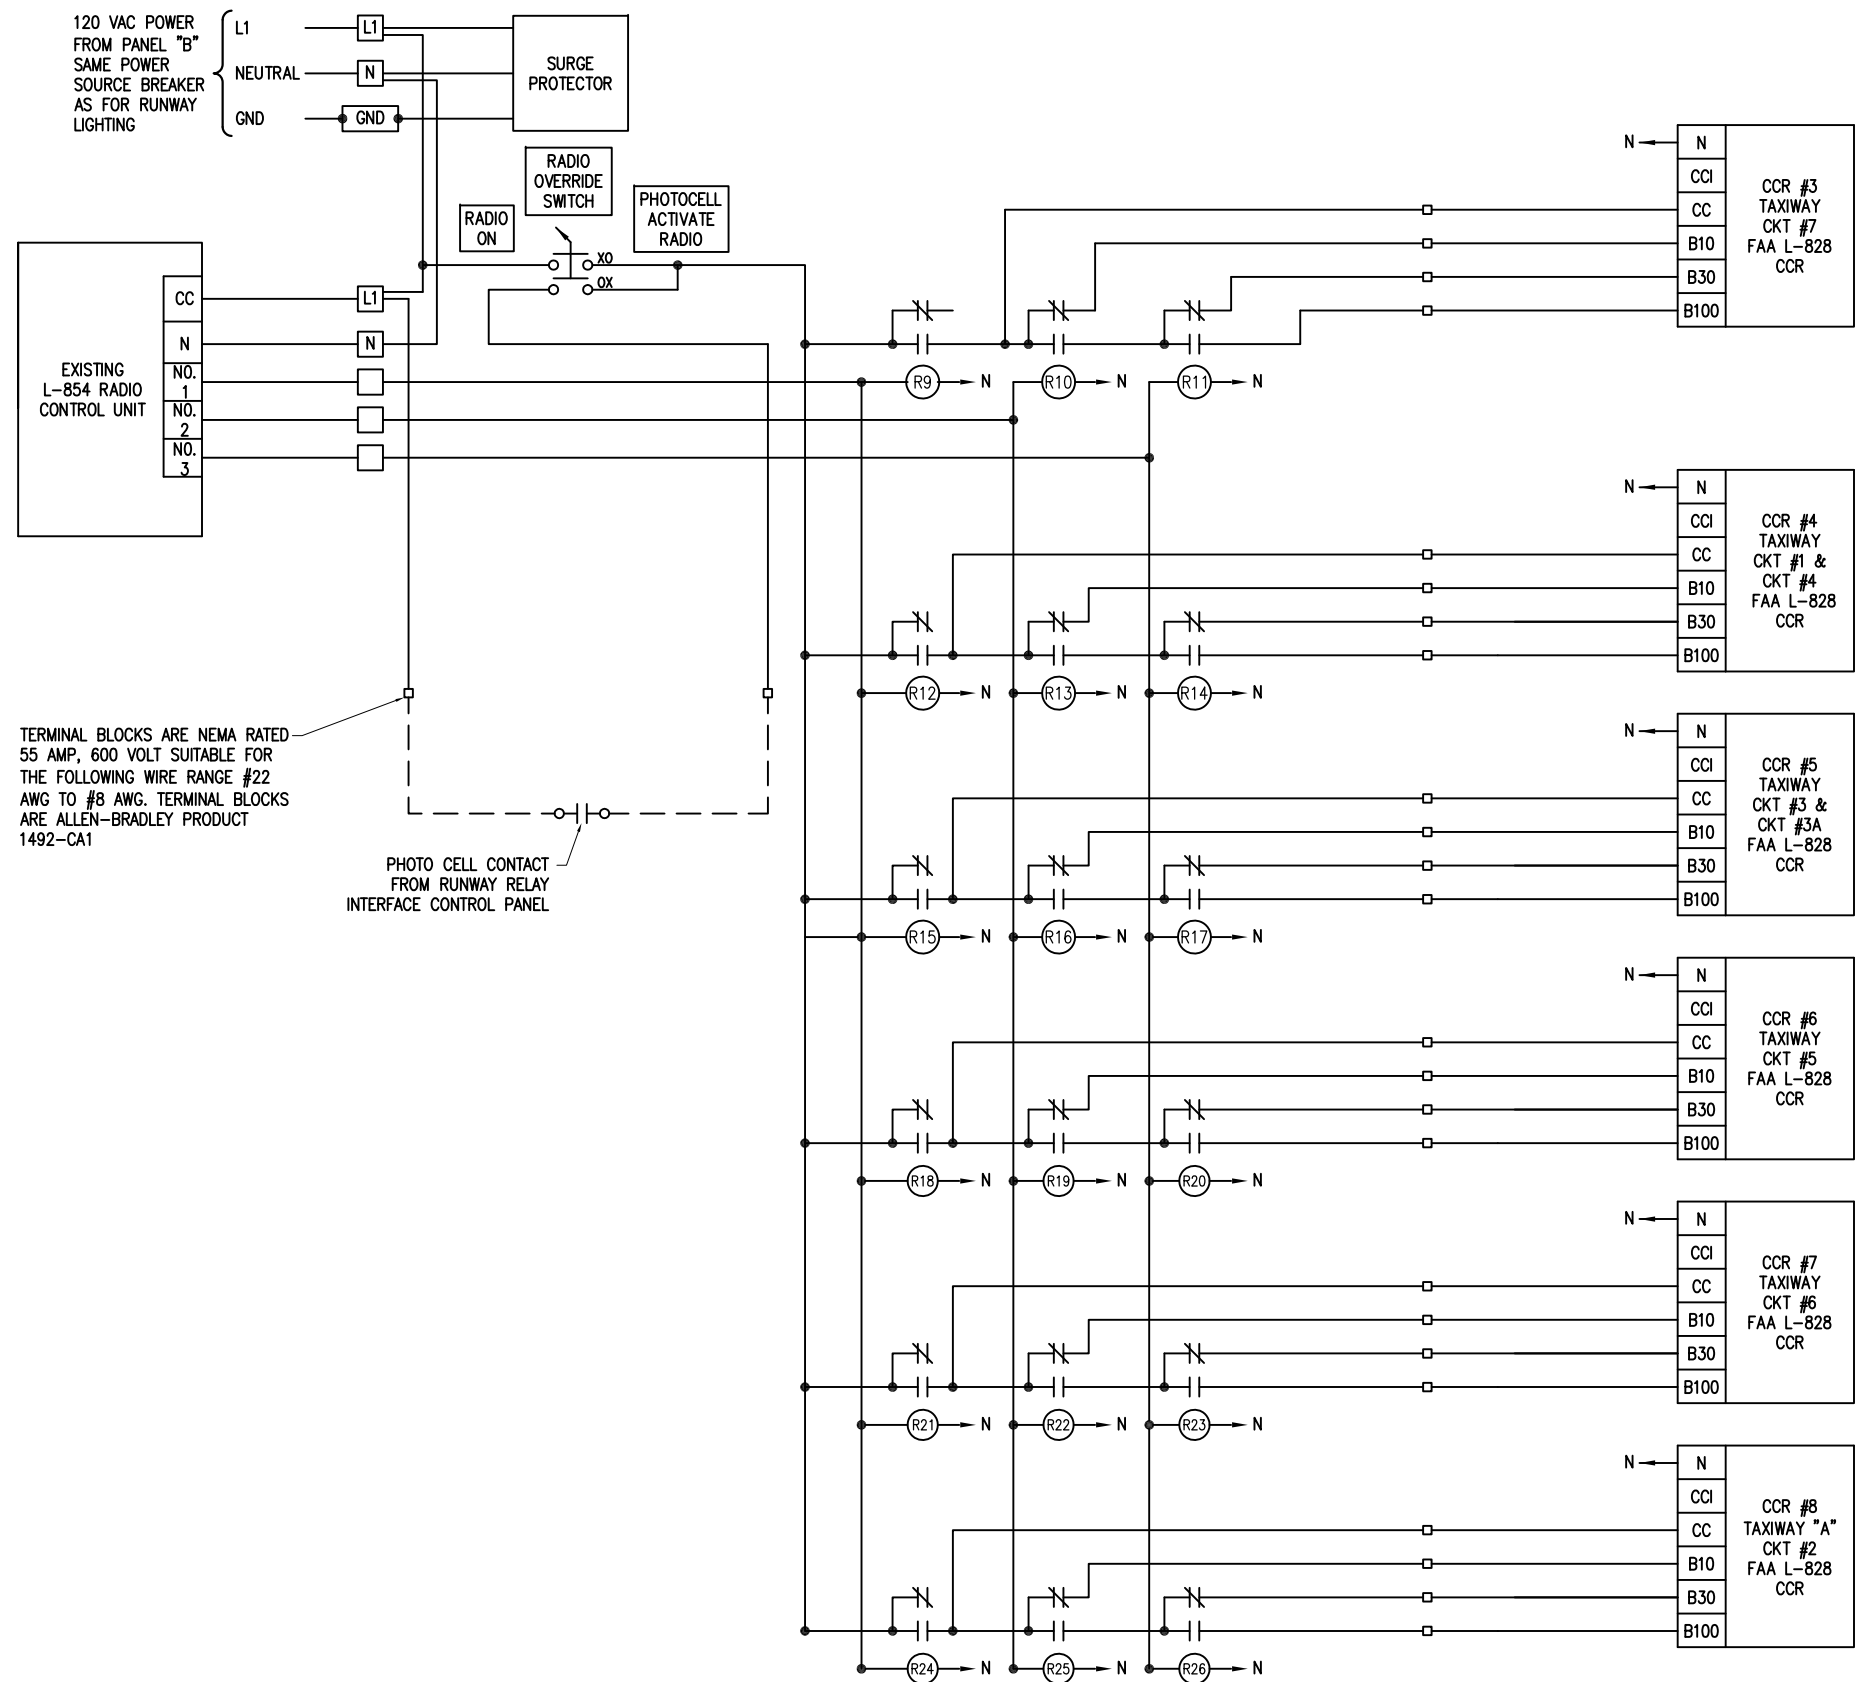 120 VAC POWER
FROM PANEL "B"
SAME POWER
SOURCE BREAKER
AS FOR RUNWAY
LIGHTING
L1
NEUTRAL
GND
L1
N
GND
SURGE
PROTECTOR
RADIO
OVERRIDE
SWITCH
RADIO
ON
PHOTOCELL
ACTIVATE
RADIO
XO
OX
EXISTING
L-854 RADIO
CONTROL UNIT
CC
N
NO.
1
NO.
2
NO.
3
L1
N
TERMINAL BLOCKS ARE NEMA RATED
55 AMP, 600 VOLT SUITABLE FOR
THE FOLLOWING WIRE RANGE #22
AWG TO #8 AWG. TERMINAL BLOCKS
ARE ALLEN-BRADLEY PRODUCT
1492-CA1
PHOTO CELL CONTACT
FROM RUNWAY RELAY
INTERFACE CONTROL PANEL
R9 N R10 N R11 N
N
N
CCI
CC
B10
B30
B100
CCR #3
TAXIWAY
CKT #7
FAA L-828
CCR
R12 N R13 N R14 N
N
N
CCI
CC
B10
B30
B100
CCR #4
TAXIWAY
CKT #1 &
CKT #4
FAA L-828
CCR
R15 N R16 N R17 N
N
N
CCI
CC
B10
B30
B100
CCR #5
TAXIWAY
CKT #3 &
CKT #3A
FAA L-828
CCR
R18 N R19 N R20 N
N
N
CCI
CC
B10
B30
B100
CCR #6
TAXIWAY
CKT #5
FAA L-828
CCR
R21 N R22 N R23 N
N
N
CCI
CC
B10
B30
B100
CCR #7
TAXIWAY
CKT #6
FAA L-828
CCR
R24 N R25 N R26 N
N
N
CCI
CC
B10
B30
B100
CCR #8
TAXIWAY "A"
CKT #2
FAA L-828
CCR